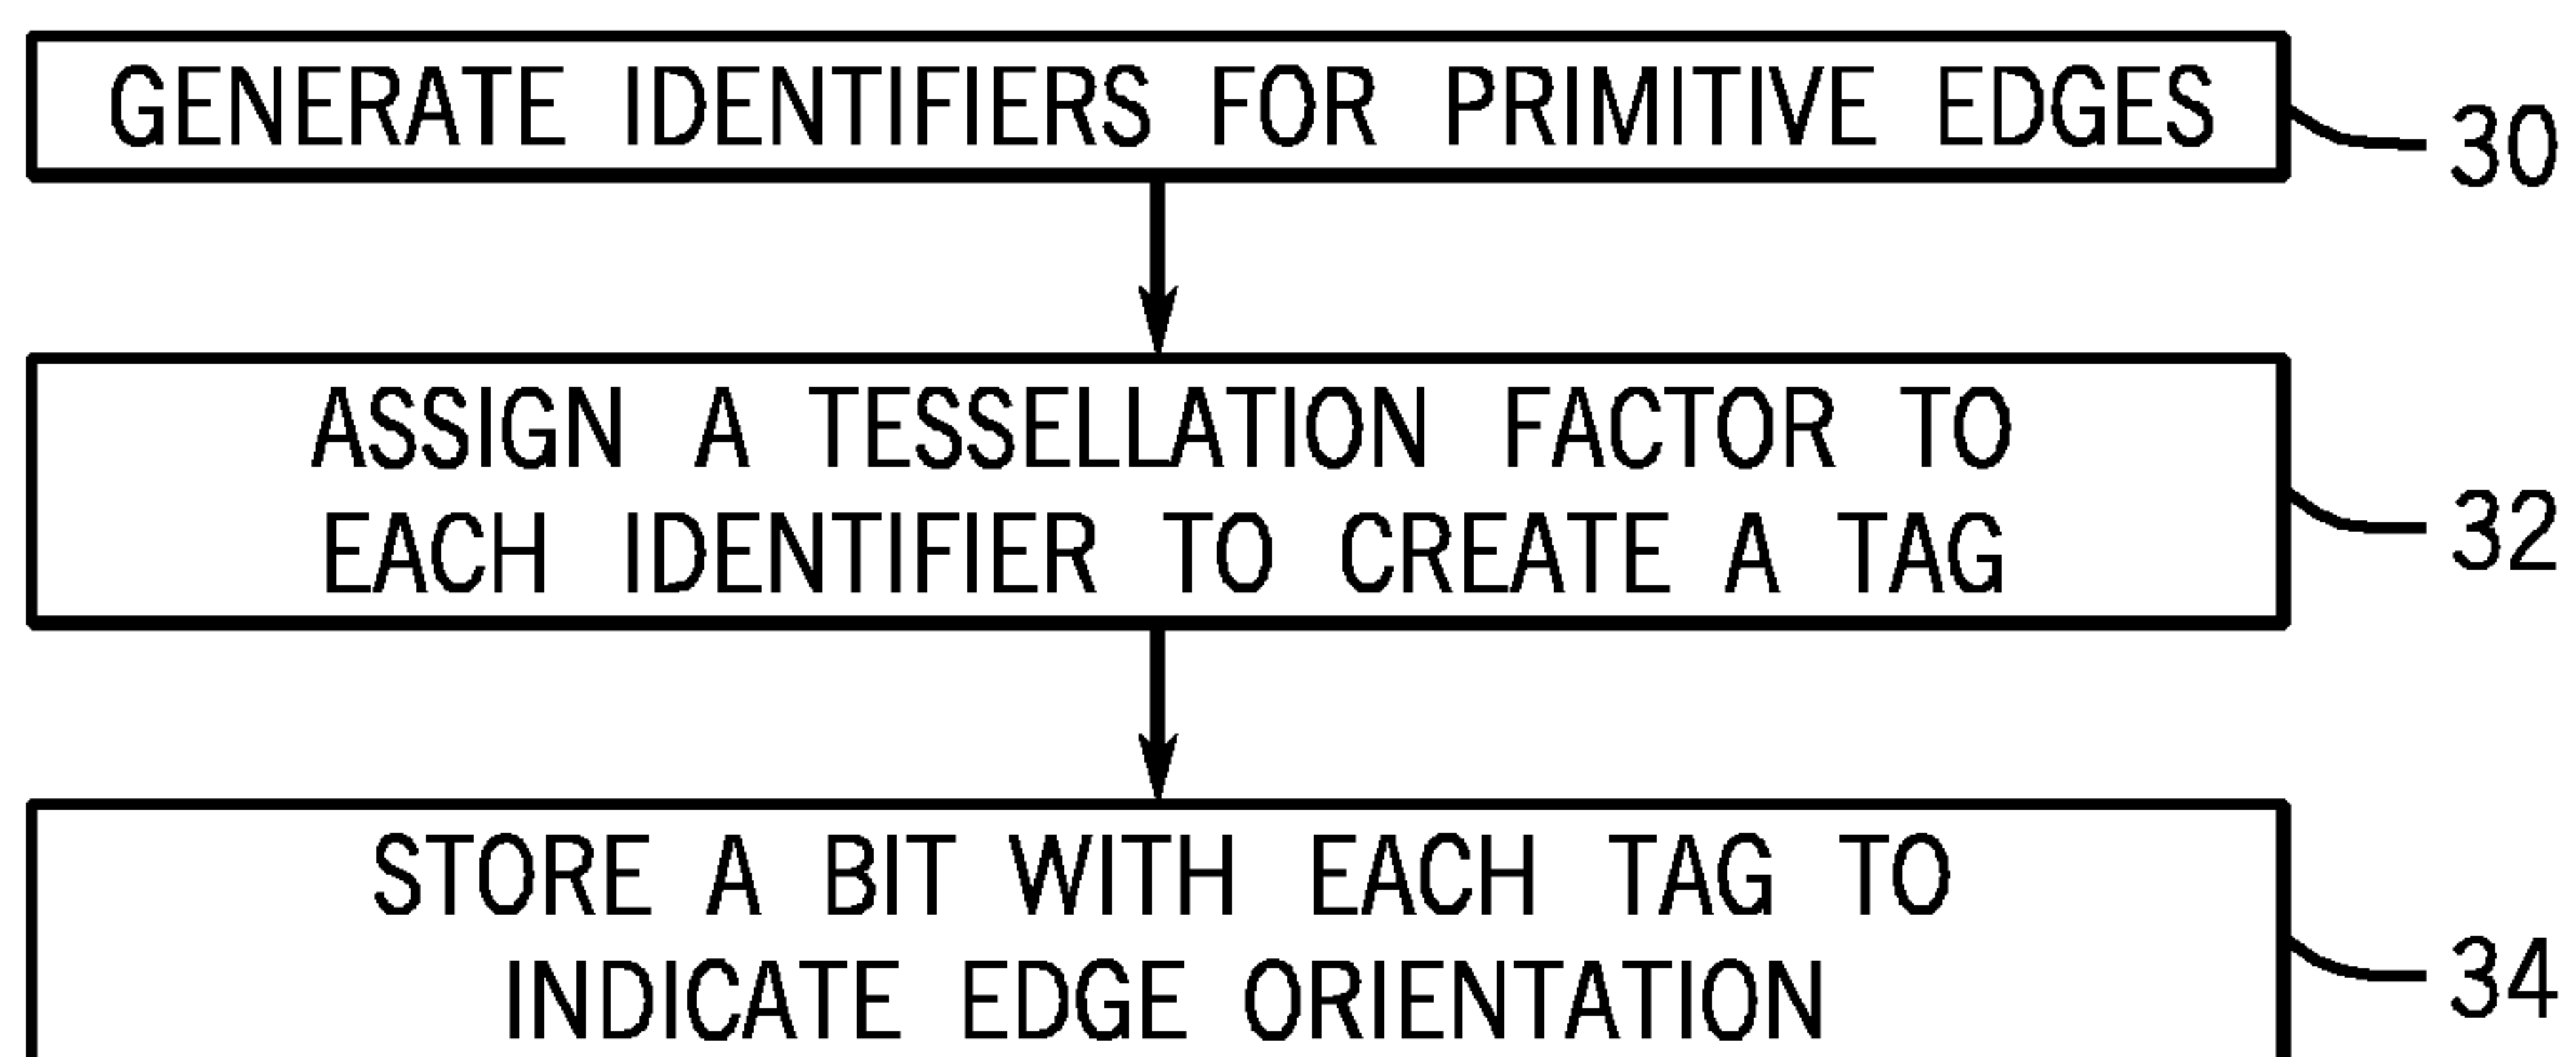 GENERATE IDENTIFIERS FOR PRIMITIVE EDGES
30
ASSIGN A TESSELLATION FACTOR TO
EACH IDENTIFIER TO CREATE A TAG
32
STORE A BIT WITH EACH TAG TO
INDICATE EDGE ORIENTATION
34